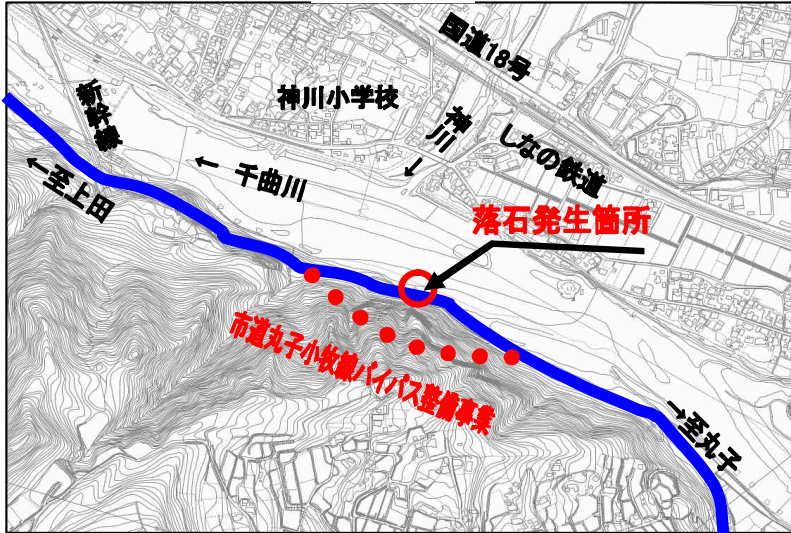 国道18号
新幹線
神川小学校
神川
↓
しなの鉄道
← 千曲川
←至上田
落石発生箇所
市道丸子小牧線バイパス整備事業
→至丸子